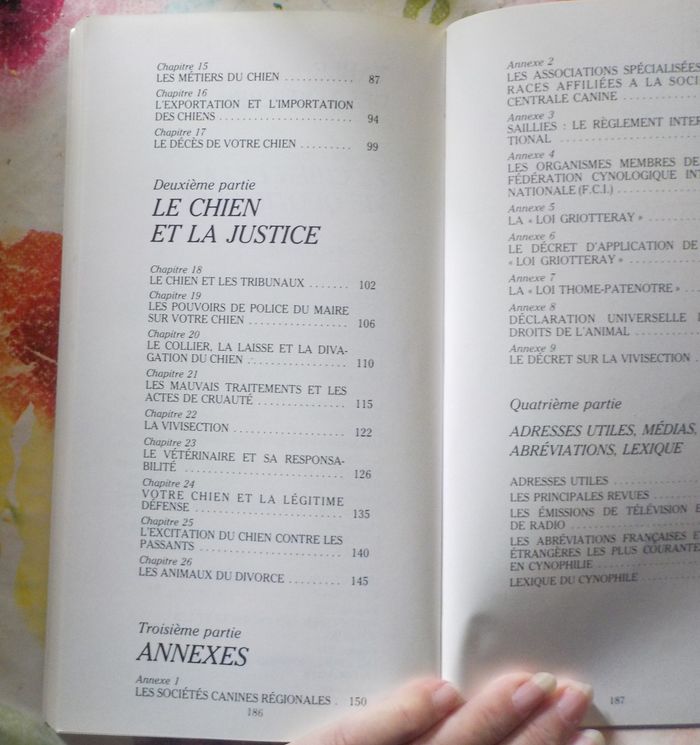 Chapitre 15
LES MÉTIERS DU CHIEN ........... 87
Chapitre 16
L'EXPORTATION ET L'IMPORTATION
DES CHIENS ..................... 94
Chapitre 17
LE DÉCÈS DE VOTRE CHIEN ......... 99
Deuxième partie
LE CHIEN
ET LA JUSTICE
Chapitre 18
LE CHIEN ET LES TRIBUNAUX ....... 102
Chapitre 19
LES POUVOIRS DE POLICE DU MAIRE
SUR VOTRE CHIEN ................ 106
Chapitre 20
LE COLLIER, LA LAISSE ET LA DIVA-
GATION DU CHIEN ................ 110
Chapitre 21
LES MAUVAIS TRAITEMENTS ET LES
ACTES DE CRUAUTÉ ............... 115
Chapitre 22
LA VIVISECTION .................. 122
Chapitre 23
LE VÉTÉRINAIRE ET SA RESPONSA-
BILITÉ ......................... 126
Chapitre 24
VOTRE CHIEN ET LA LÉGITIME
DÉFENSE ........................ 135
Chapitre 25
L'EXCITATION DU CHIEN CONTRE LES
PASSANTS ....................... 140
Chapitre 26
LES ANIMAUX DU DIVORCE ......... 145
Troisième partie
ANNEXES
Annexe 1
LES SOCIÉTÉS CANINES RÉGIONALES . 150
186
Annexe 2
LES ASSOCIATIONS SPÉCIALISÉES
RACES AFFILIÉES A LA SOCI
CENTRALE CANINE ................
Annexe 3
SAILLIES : LE RÈGLEMENT INTER
TIONAL .........................
Annexe 4
LES ORGANISMES MEMBRES DE
FÉDÉRATION CYNOLOGIQUE INT
NATIONALE (F.C.I.) .............
Annexe 5
LA « LOI GRIOTTERAY » ..........
Annexe 6
LE DÉCRET D'APPLICATION DE
« LOI GRIOTTERAY » .............
Annexe 7
LA « LOI THOME-PATENOTRE » .....
Annexe 8
DÉCLARATION UNIVERSELLE
DROITS DE L'ANIMAL .............
Annexe 9
LE DÉCRET SUR LA VIVISECTION ..
Quatrième partie
ADRESSES UTILES, MÉDIAS,
ABRÉVIATIONS, LEXIQUE
ADRESSES UTILES ................
LES PRINCIPALES REVUES .........
LES ÉMISSIONS DE TÉLÉVISION E
DE RADIO .......................
LES ABRÉVIATIONS FRANÇAISES E
ÉTRANGÈRES LES PLUS COURANTE
EN CYNOPHILIE ..................
LEXIQUE DU CYNOPHILE ...........
187